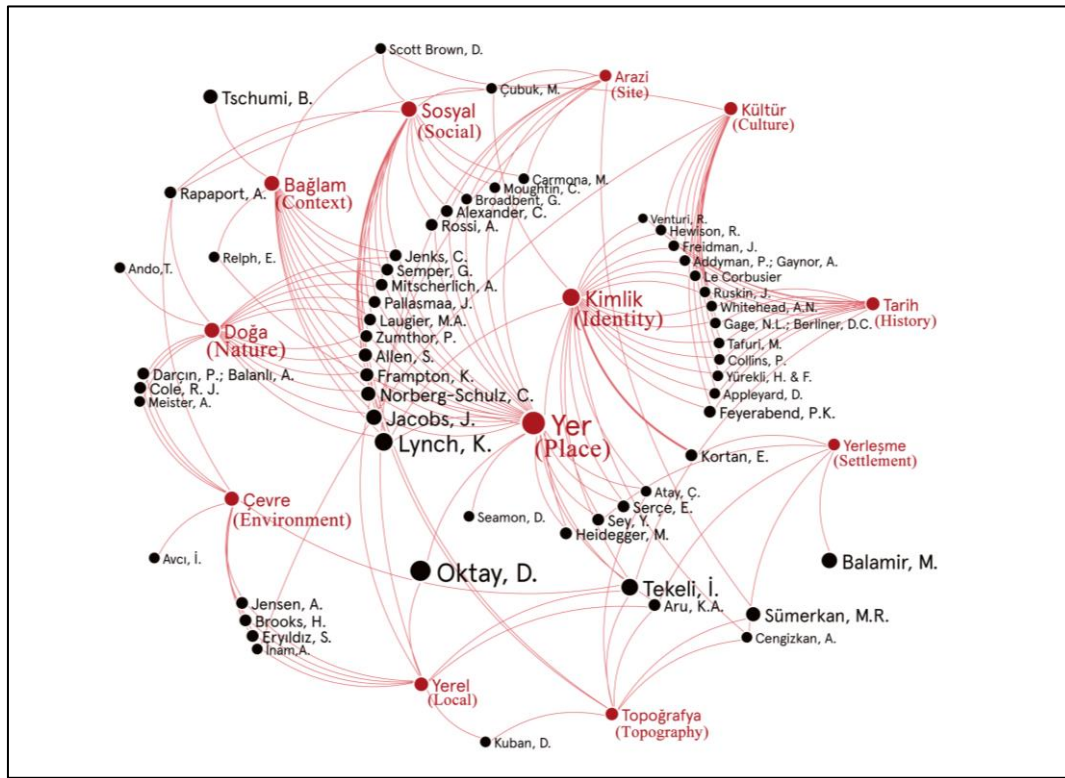 Scott Brown, D.
Arazi
(Site)
Çubuk, M.
Tschumi, B.
Sosyal
(Social)
Kültür
(Culture)
Bağlam
(Context)
Rapaport, A.
Carmona, M.
Moughtin, C.
Broadbent, G.
Alexander, C.
Rossi, A.
Venturi, R.
Hewison, R.
Freidman, J.
Addyman, P.; Gaynor, A.
Le Corbusier
Ruskin, J.
Whitehead, A.N.
Gage, N.L.; Berliner, D.C.
Tafuri, M.
Collins, P.
Yürekli, H. & F.
Appleyard, D.
Feyerabend, P.K.
Tarih
(History)
Relph, E.
Ando,T.
Jenks, C.
Semper, G.
Mitscherlich, A.
Pallasmaa, J.
Laugier, M.A.
Zumthor, P.
Allen, S.
Frampton, K.
Norberg-Schulz, C.
Jacobs, J.
Lynch, K.
Kimlik
(Identity)
Doğa
(Nature)
Darçın, P.; Balanlı, A.
Cole, R. J.
Meister, A.
Yer
(Place)
Kortan, E.
Yerleşme
(Settlement)
Çevre
(Environment)
Seamon, D.
Atay, Ç.
Serçe, E.
Sey, Y.
Heidegger, M.
Avcı, İ.
Oktay, D.
Tekeli, İ.
Aru, K.A.
Balamir, M.
Sümerkan, M.R.
Cengizkan, A.
Jensen, A.
Brooks, H.
Eryıldız, S.
İnam,A.
Yerel
(Local)
Topoğrafya
(Topography)
Kuban, D.